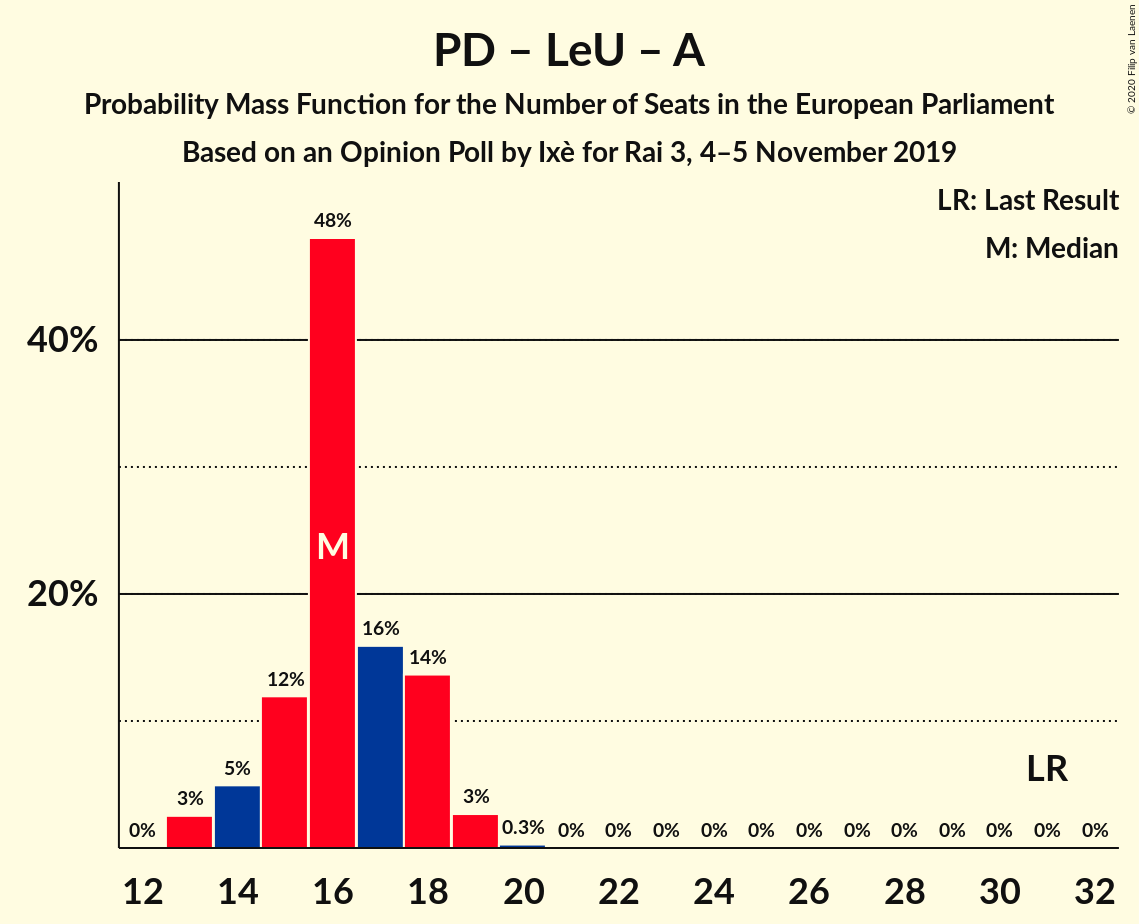 PD – LeU – A
Probability Mass Function for the Number of Seats in the European Parliament
Based on an Opinion Poll by Ixè for Rai 3, 4–5 November 2019
© 2020 Filip van Laenen
LR: Last Result
M: Median
40%
20%
0%
3%
5%
12%
48%
M
16%
14%
3%
0.3%
0%
0%
0%
0%
0%
0%
0%
0%
0%
0%
0%
0%
LR
12 14 16 18 20 22 24 26 28 30 32